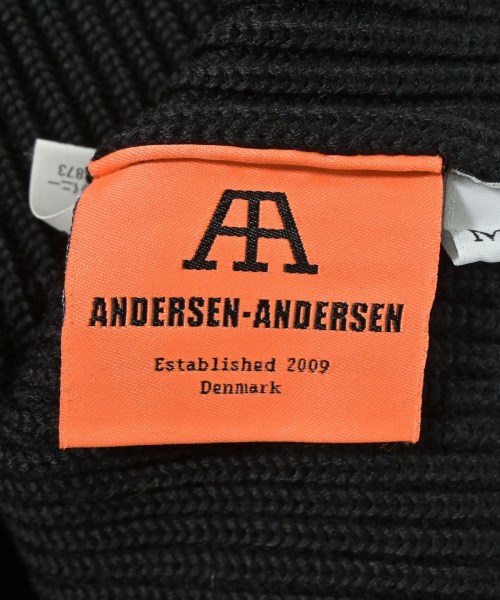 ANDERSEN-ANDERSEN
Established 2009
Denmark